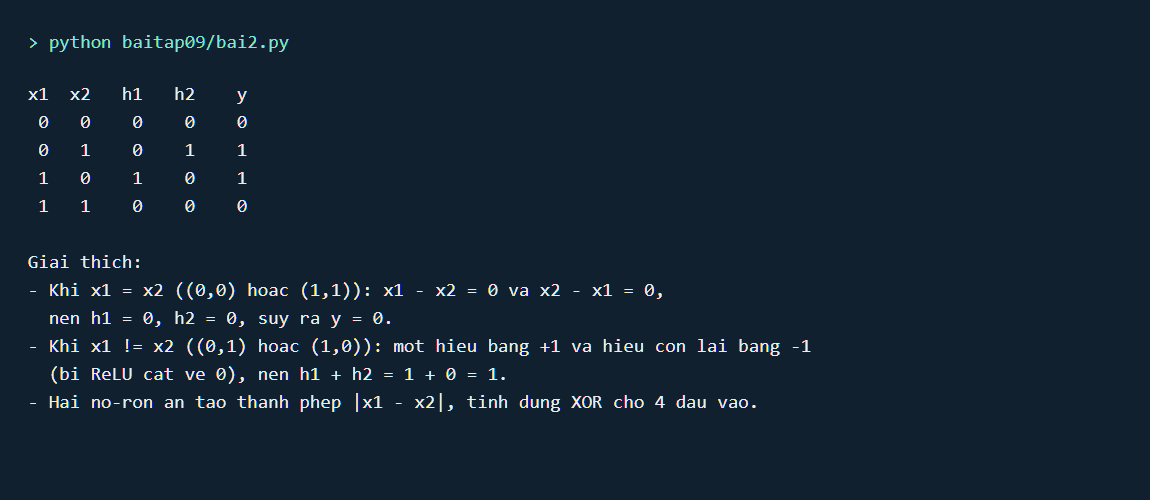 > python baitap09/bai2.py
x1  x2   h1   h2    y
0   0    0    0    0
0   1    0    1    1
1   0    1    0    1
1   1    0    0    0
Giai thich:
- Khi x1 = x2 ((0,0) hoac (1,1)): x1 - x2 = 0 va x2 - x1 = 0,
nen h1 = 0, h2 = 0, suy ra y = 0.
- Khi x1 != x2 ((0,1) hoac (1,0)): mot hieu bang +1 va hieu con lai bang -1
(bi ReLU cat ve 0), nen h1 + h2 = 1 + 0 = 1.
- Hai no-ron an tao thanh phep |x1 - x2|, tinh dung XOR cho 4 dau vao.